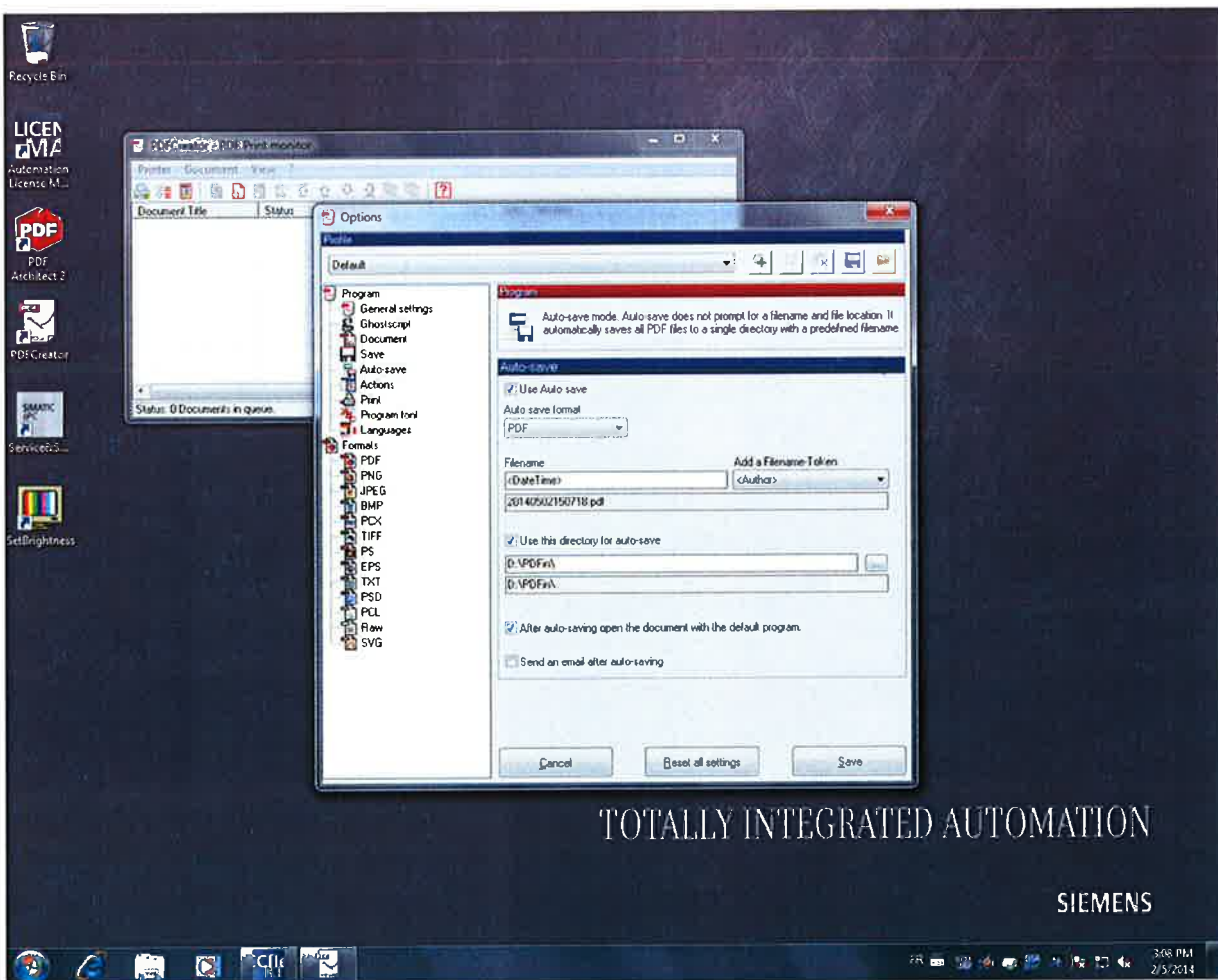 Recycle Bin
LICEN
MA
Automation
License M...
PDF
PDF
Architect 2
PDFCreator
SIMATIC
IPC
SetBrightness
PDF Print monitor
Printer Document View ?
Document Title Status
Status: 0 Documents in queue.
Options
Profile
Default
Program
General settings
Ghostscript
Document
Save
Auto-save
Actions
Print
Program font
Languages
Formats
PDF
PNG
JPEG
BMP
PCX
TIFF
PS
EPS
TXT
PSD
PCL
Raw
SVG
Program
Auto-save mode. Auto-save does not prompt for a filename and file location. It
automatically saves all PDF files to a single directory with a predefined filename
Auto-save
Use Auto-save
Auto-save format
PDF
Filename Add a Filename-Token
<DateTime> <Author>
20140502150718.pdf
Use this directory for auto-save
D:\PDFin\
...
D:\PDFin\
After auto-saving open the document with the default program.
Send an email after auto-saving
Cancel Reset all settings Save
TOTALLY INTEGRATED AUTOMATION
SIEMENS
3:08 PM
2/5/2014